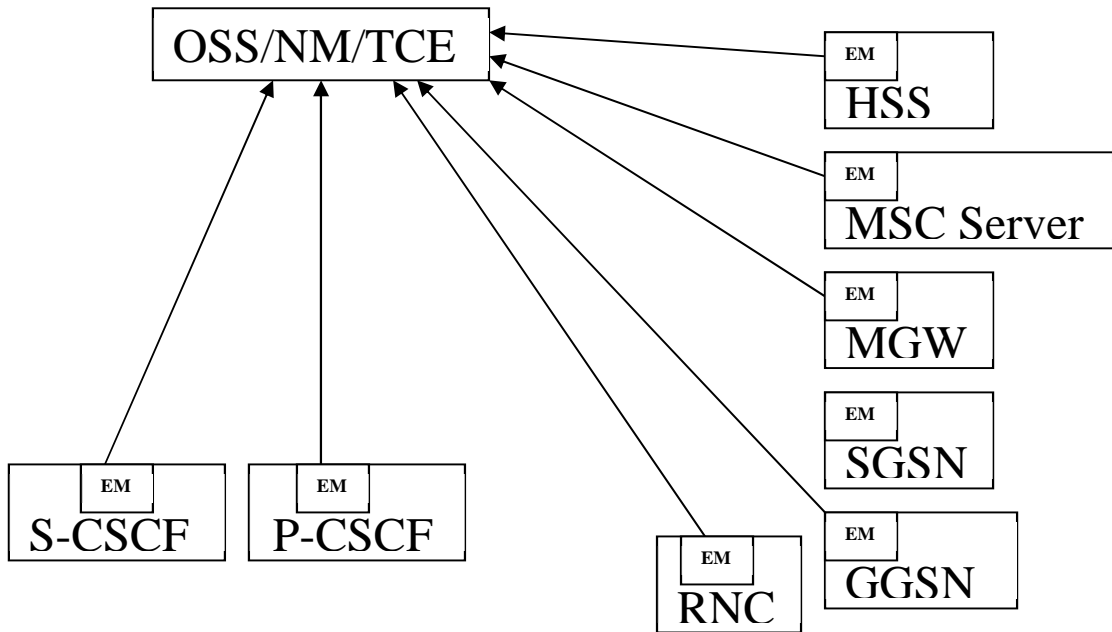 OSS/NM/TCE
EM
HSS
EM
MSC Server
EM
MGW
EM
SGSN
EM
S-CSCF
EM
P-CSCF
EM
GGSN
EM
RNC